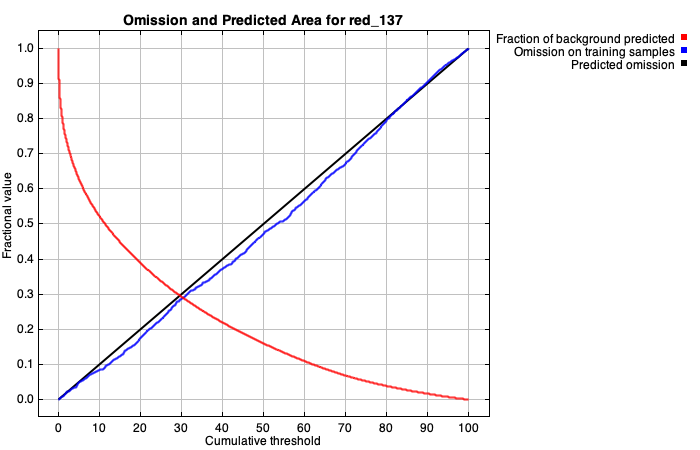 Omission and Predicted Area for red_137
Fraction of background predicted
Omission on training samples
Predicted omission
Fractional value
1.0
0.9
0.8
0.7
0.6
0.5
0.4
0.3
0.2
0.1
0.0
0 10 20 30 40 50 60 70 80 90 100
Cumulative threshold